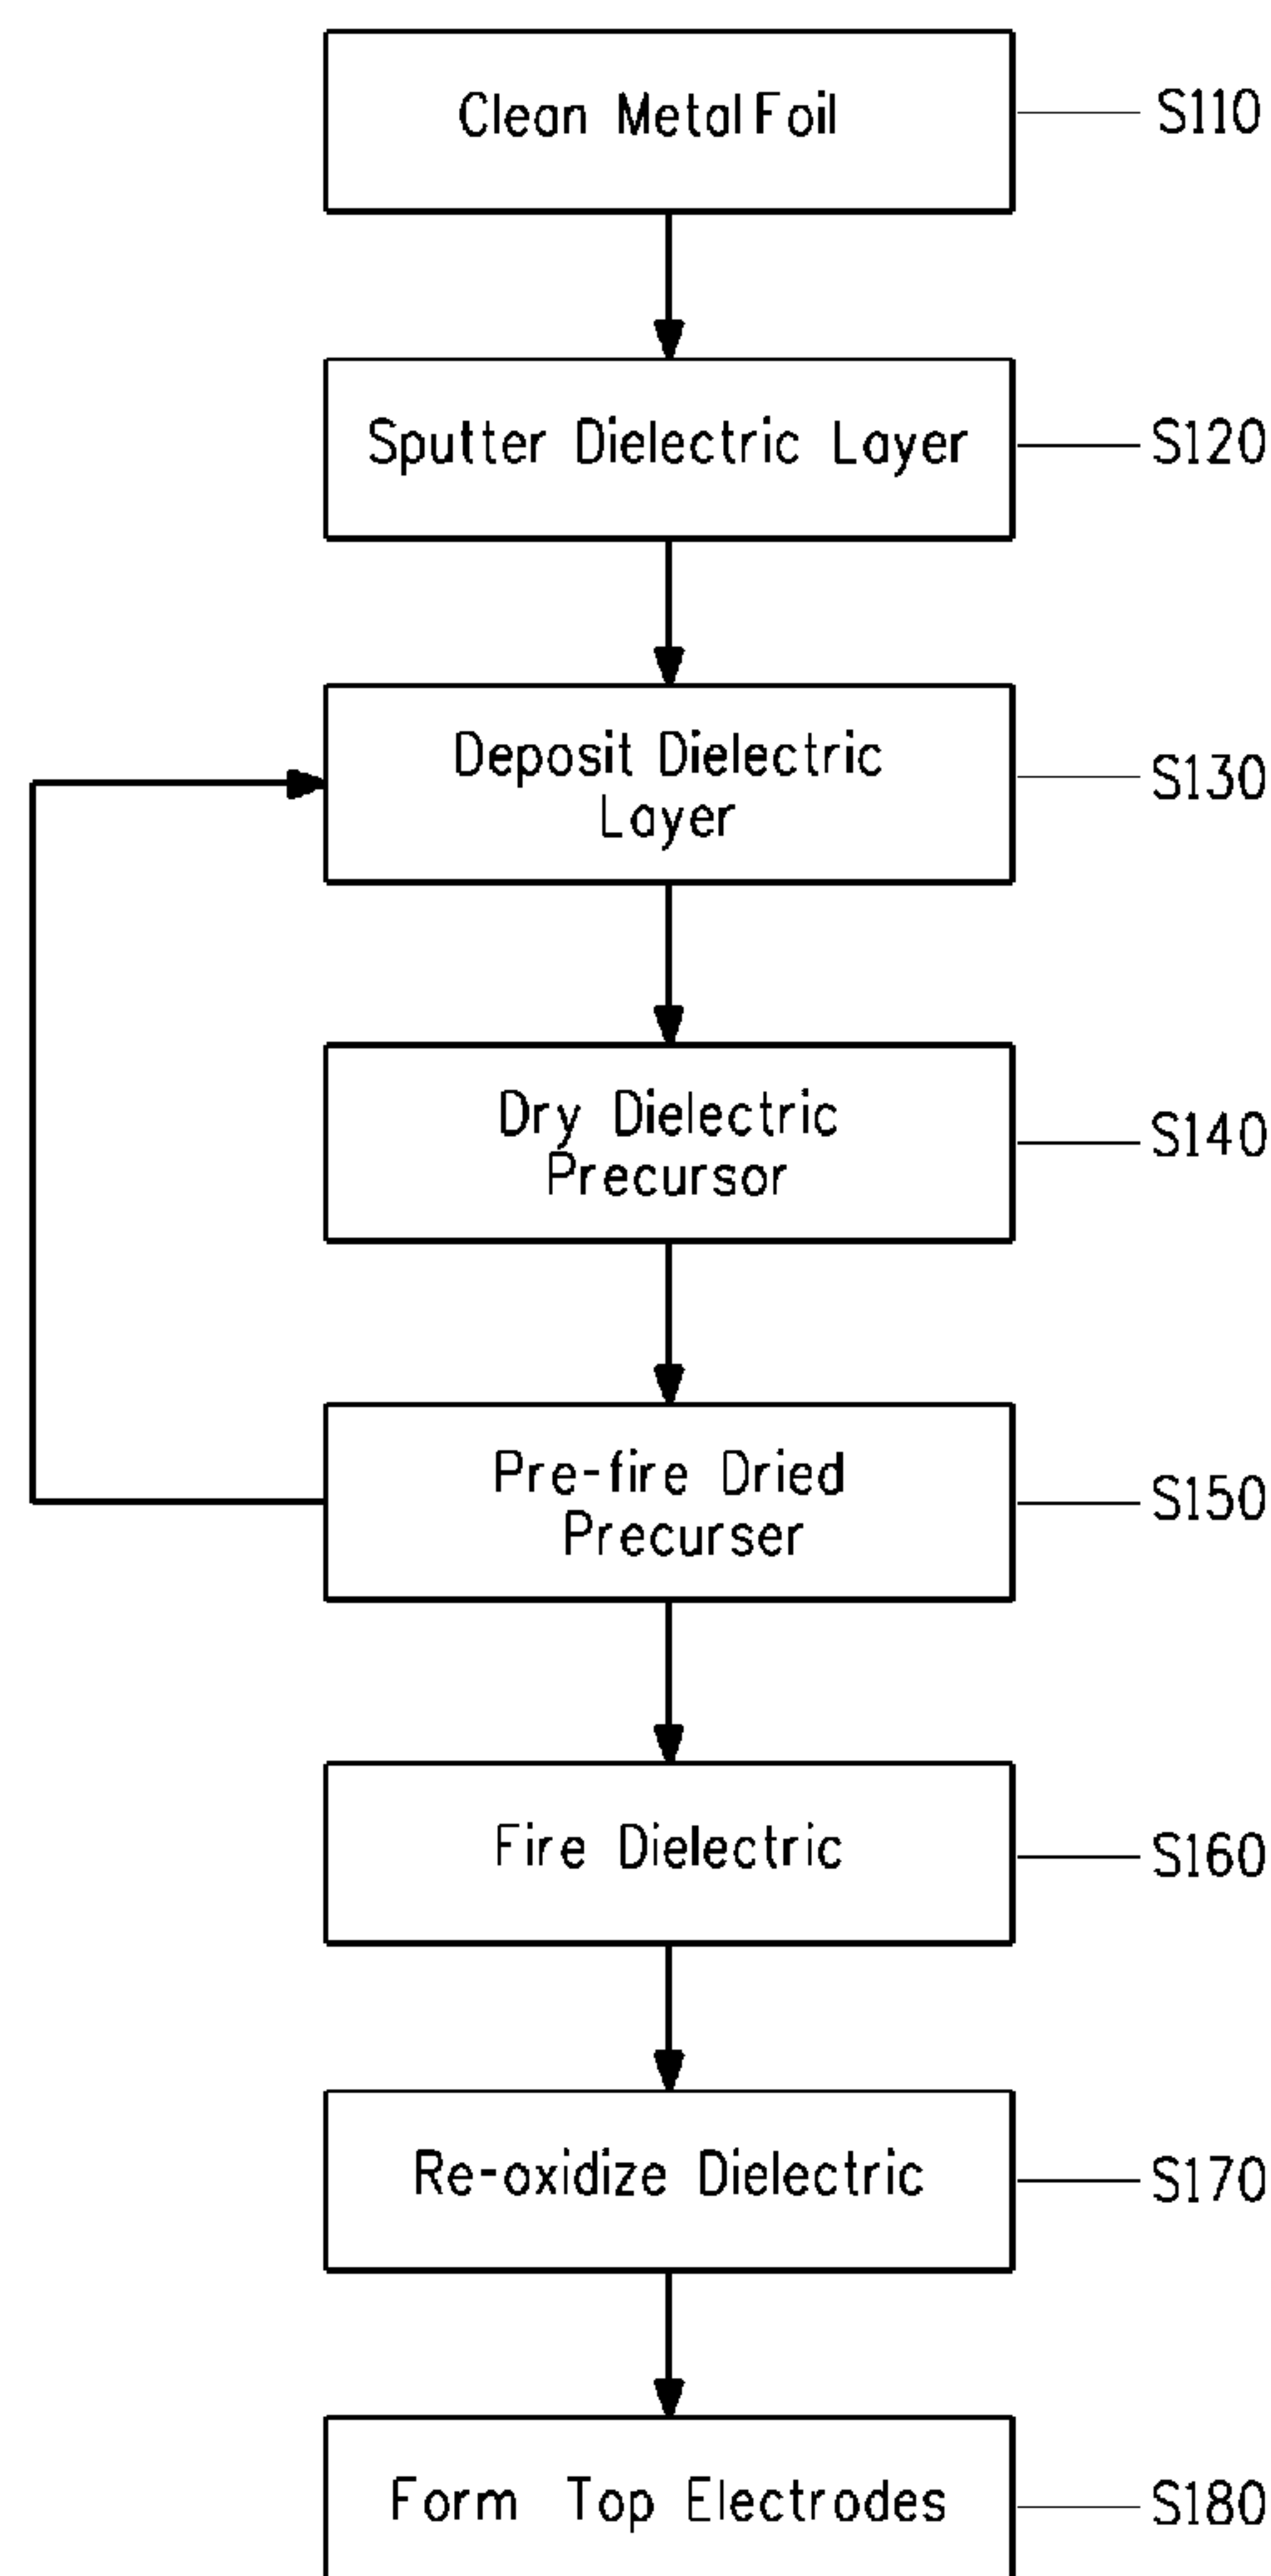 Clean Metal Foil
S110
Sputter Dielectric Layer
S120
Deposit Dielectric
Layer
S130
Dry Dielectric
Precursor
S140
Pre-fire Dried
Precurser
S150
Fire Dielectric
S160
Re-oxidize Dielectric
S170
Form Top Electrodes
S180